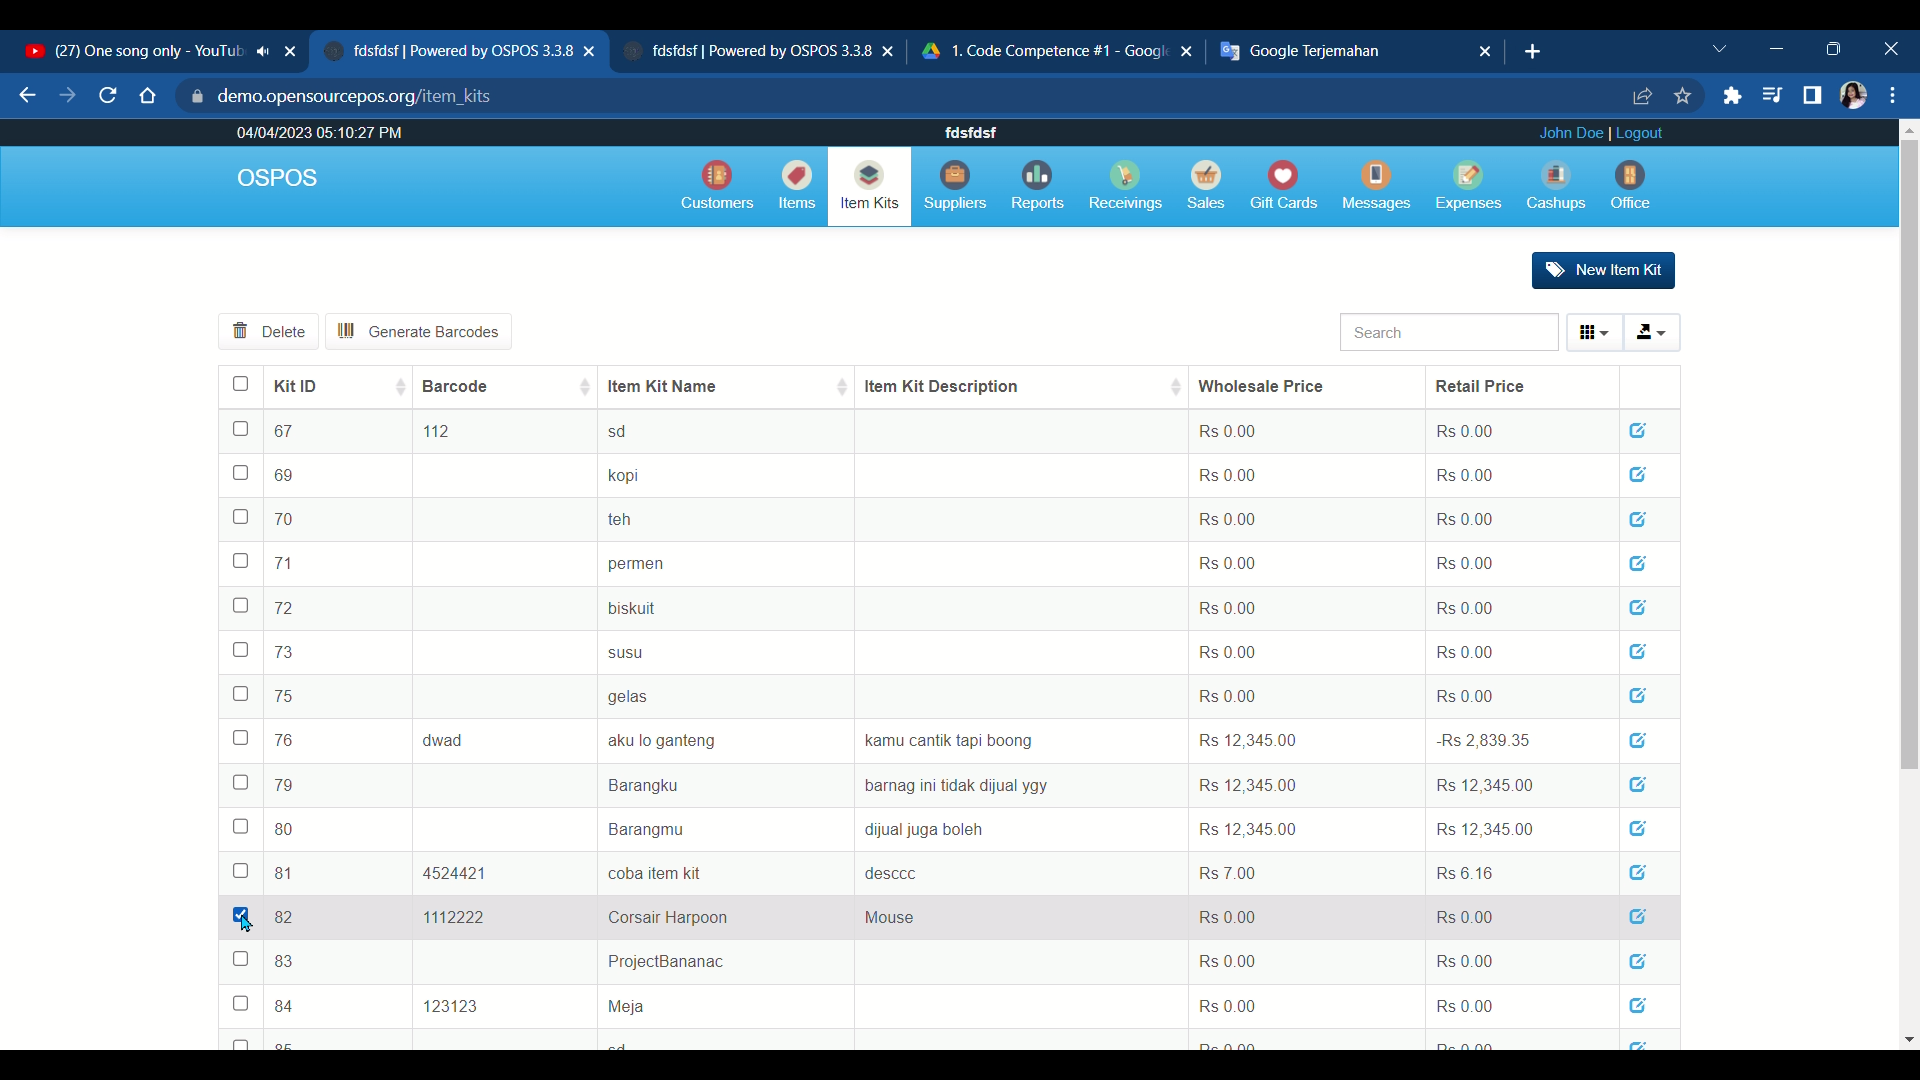 (27) One song only - YouTub
fdsfdsf | Powered by OSPOS 3.3.8
fdsfdsf | Powered by OSPOS 3.3.8
1. Code Competence #1 - Google
Google Terjemahan
demo.opensourcepos.org/item_kits
04/04/2023 05:10:27 PM
fdsfdsf
John Doe | Logout
OSPOS
Customers
Items
Item Kits
Suppliers
Reports
Receivings
Sales
Gift Cards
Messages
Expenses
Cashups
Office
New Item Kit
Delete
Generate Barcodes
Search
Kit ID Barcode Item Kit Name Item Kit Description Wholesale Price Retail Price
67 112 sd Rs 0.00 Rs 0.00
69 kopi Rs 0.00 Rs 0.00
70 teh Rs 0.00 Rs 0.00
71 permen Rs 0.00 Rs 0.00
72 biskuit Rs 0.00 Rs 0.00
73 susu Rs 0.00 Rs 0.00
75 gelas Rs 0.00 Rs 0.00
76 dwad aku lo ganteng kamu cantik tapi boong Rs 12,345.00 -Rs 2,839.35
79 Barangku barnag ini tidak dijual ygy Rs 12,345.00 Rs 12,345.00
80 Barangmu dijual juga boleh Rs 12,345.00 Rs 12,345.00
81 4524421 coba item kit desccc Rs 7.00 Rs 6.16
82 1112222 Corsair Harpoon Mouse Rs 0.00 Rs 0.00
83 ProjectBananac Rs 0.00 Rs 0.00
84 123123 Meja Rs 0.00 Rs 0.00
85 sd Rs 0.00 Rs 0.00